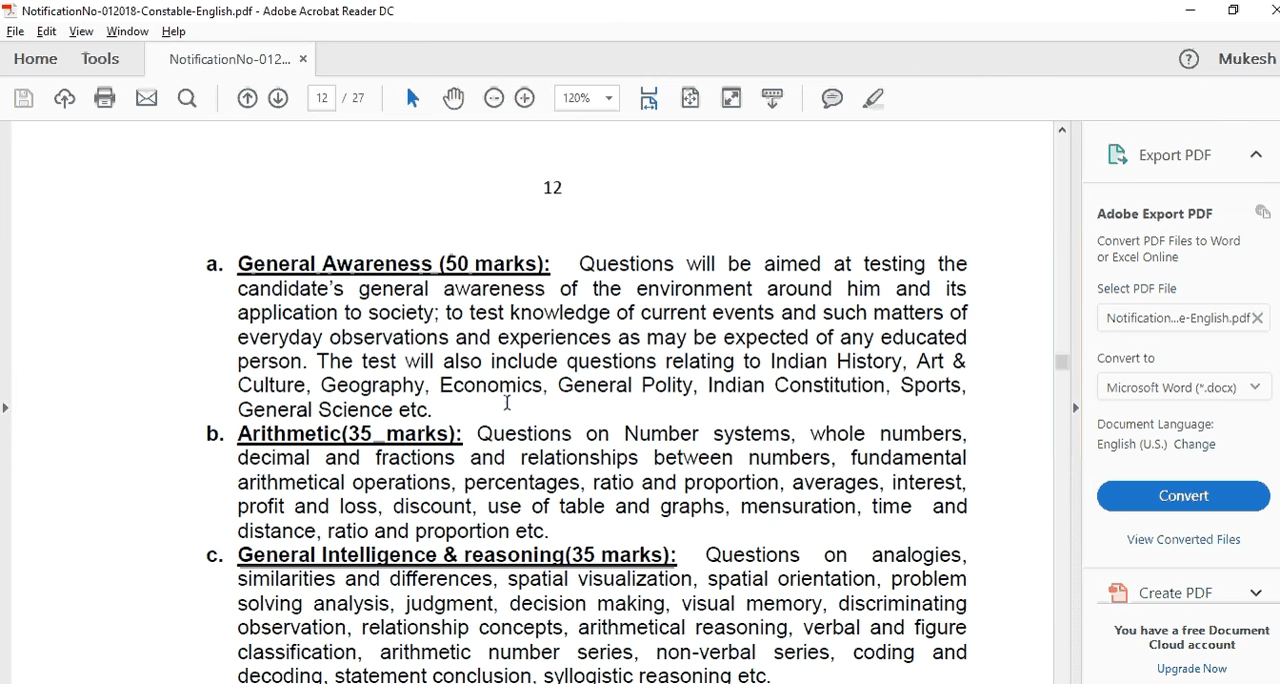 NotificationNo-012018-Constable-English.pdf - Adobe Acrobat Reader DC
File Edit View Window Help
Home Tools NotificationNo-012... × ? Mukesh
12 / 27 120%
12
a. General Awareness (50 marks): Questions will be aimed at testing the
candidate's general awareness of the environment around him and its
application to society; to test knowledge of current events and such matters of
everyday observations and experiences as may be expected of any educated
person. The test will also include questions relating to Indian History, Art &
Culture, Geography, Economics, General Polity, Indian Constitution, Sports,
General Science etc.
b. Arithmetic(35 marks): Questions on Number systems, whole numbers,
decimal and fractions and relationships between numbers, fundamental
arithmetical operations, percentages, ratio and proportion, averages, interest,
profit and loss, discount, use of table and graphs, mensuration, time and
distance, ratio and proportion etc.
c. General Intelligence & reasoning(35 marks): Questions on analogies,
similarities and differences, spatial visualization, spatial orientation, problem
solving analysis, judgment, decision making, visual memory, discriminating
observation, relationship concepts, arithmetical reasoning, verbal and figure
classification, arithmetic number series, non-verbal series, coding and
decoding, statement conclusion, syllogistic reasoning etc.
Export PDF
Adobe Export PDF
Convert PDF Files to Word
or Excel Online
Select PDF File
Notification...e-English.pdf
Convert to
Microsoft Word (*.docx)
Document Language:
English (U.S.) Change
Convert
View Converted Files
Create PDF
You have a free Document
Cloud account
Upgrade Now